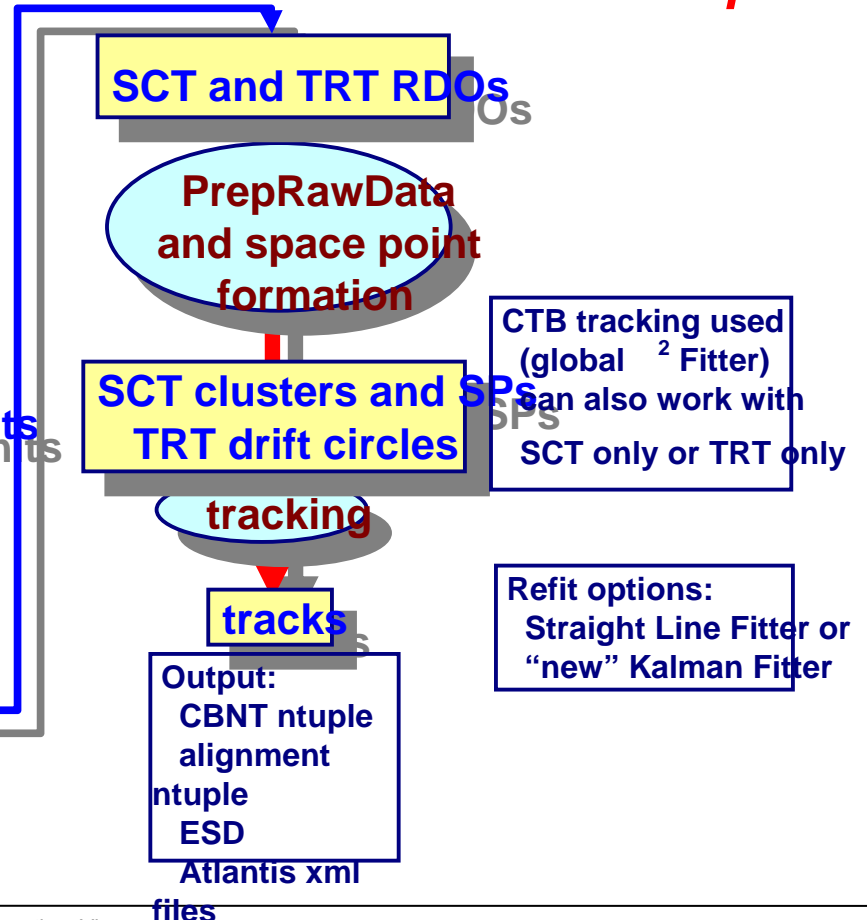 SCT and TRT RDOs
PrepRawData
and space point
formation
CTB tracking used
(global 2 Fitter)
can also work with
SCT only or TRT only
SCT clusters and SPs
TRT drift circles
tracking
tracks
Refit options:
Straight Line Fitter or
“new” Kalman Fitter
Output:
CBNT ntuple
alignment
ntuple
ESD
Atlantis xml
files